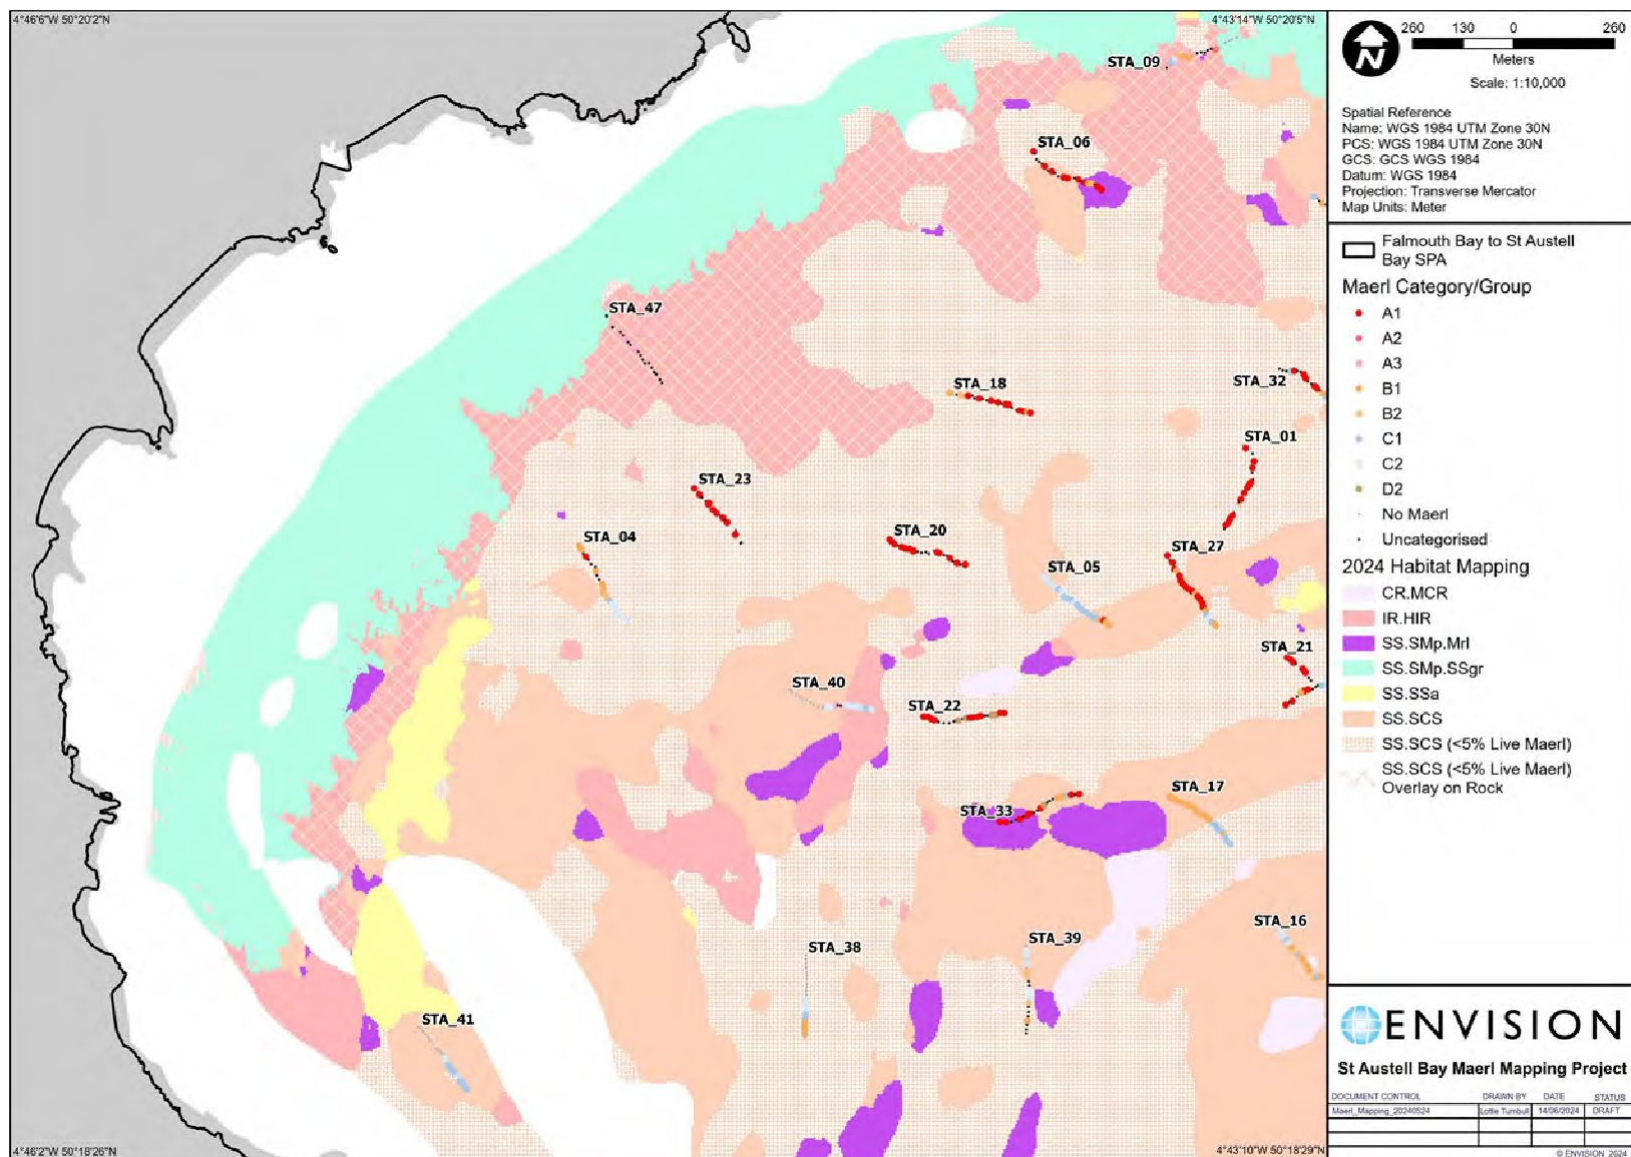 4°46'6"W 50°20'2"N
4°43'14"W 50°20'5"N
STA_09
STA_06
STA_47
STA_18
STA_32
STA_01
STA_23
STA_20
STA_04
STA_05
STA_27
STA_21
STA_40
STA_22
STA_17
STA_33
STA_16
STA_38
STA_39
STA_41
4°46'2"W 50°18'26"N
4°43'10"W 50°18'29"N
N
260 130 0 260
Meters
Scale: 1:10,000
Spatial Reference
Name: WGS 1984 UTM Zone 30N
PCS: WGS 1984 UTM Zone 30N
GCS: GCS WGS 1984
Datum: WGS 1984
Projection: Transverse Mercator
Map Units: Meter
Falmouth Bay to St Austell
Bay SPA
Maerl Category/Group
A1
A2
A3
B1
B2
C1
C2
D2
No Maerl
Uncategorised
2024 Habitat Mapping
CR.MCR
IR.HIR
SS.SMp.Mrl
SS.SMp.SSgr
SS.SSa
SS.SCS
SS.SCS (<5% Live Maerl)
SS.SCS (<5% Live Maerl)
Overlay on Rock
ENVISION
St Austell Bay Maerl Mapping Project
DOCUMENT CONTROL DRAWN BY DATE STATUS
Maerl_Mapping_20240524 Lottie Turnbull 14/06/2024 DRAFT
© ENVISION 2024